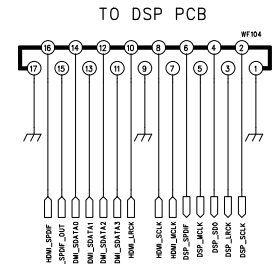 TO DSP PCB
WF104
16 14 12 10 8 6 4 2
17 15 13 11 9 7 5 3 1
HDMI_SPDIF
_SPDIF_OUT
DMI_SDATA0
DMI_SDATA1
DMI_SDATA2
DMI_SDATA3
HDMI_LRCK
HDMI_SCLK
HDMI_MCLK
DSP_SPDIF
DSP_MCLK
DSP_SDO
DSP_LRCK
DSP_SCLK